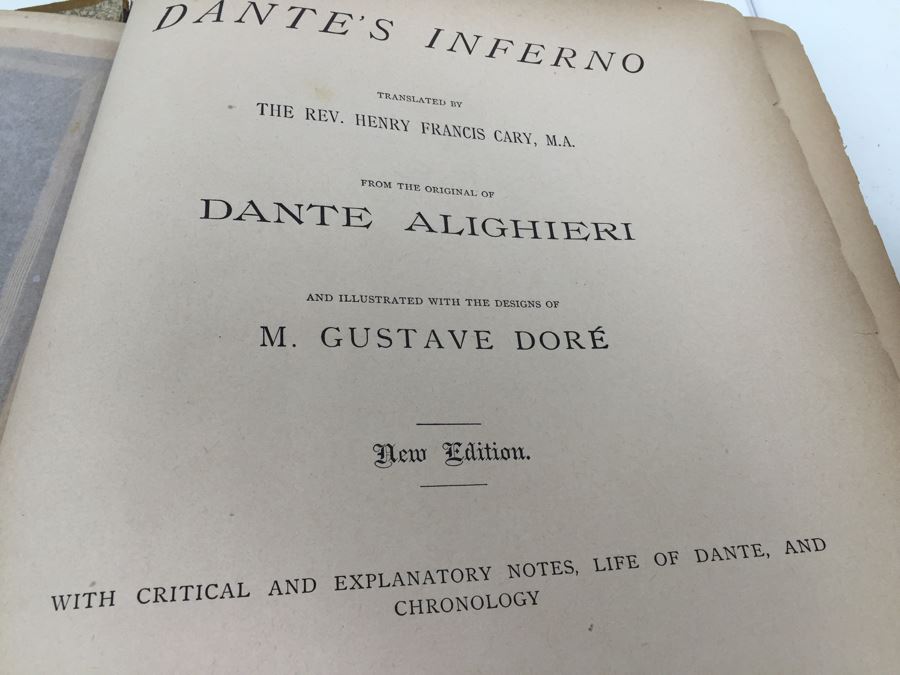 DANTE'S INFERNO
TRANSLATED BY
THE REV. HENRY FRANCIS CARY, M.A.
FROM THE ORIGINAL OF
DANTE ALIGHIERI
AND ILLUSTRATED WITH THE DESIGNS OF
M. GUSTAVE DORÉ
New Edition.
WITH CRITICAL AND EXPLANATORY NOTES, LIFE OF DANTE, AND
CHRONOLOGY